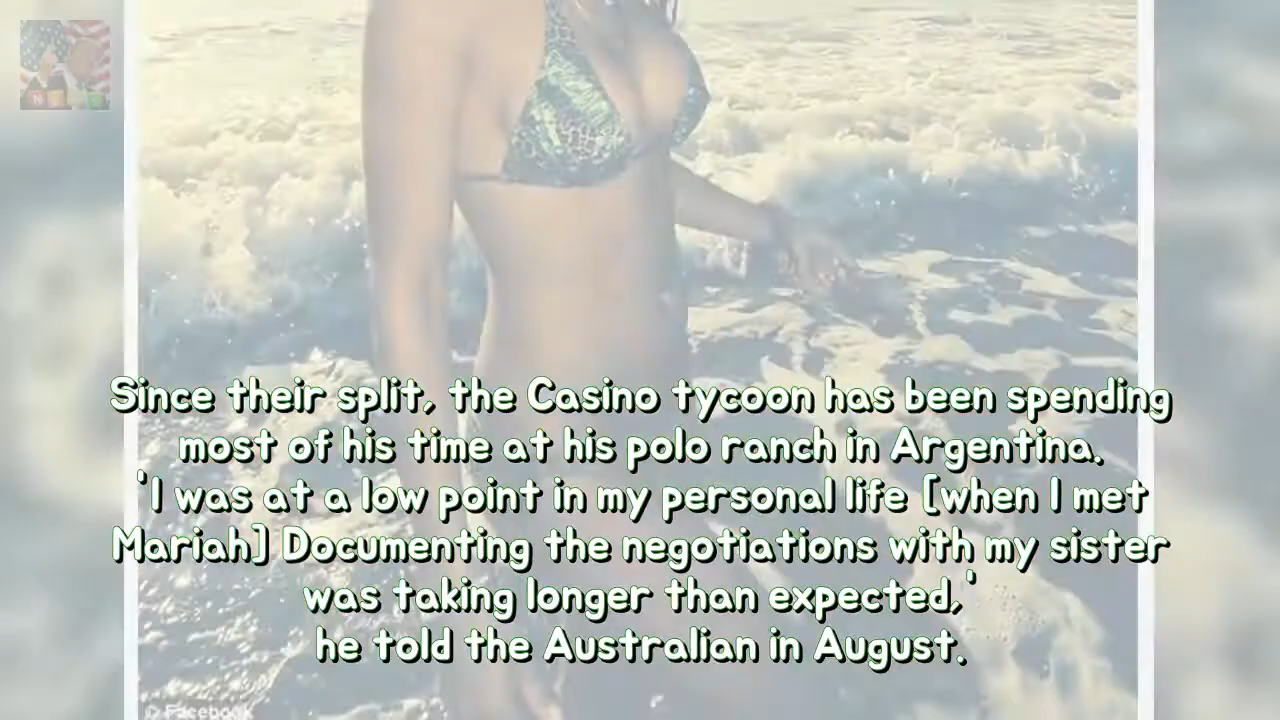 Since their split, the Casino tycoon has been spending
most of his time at his polo ranch in Argentina.
'I was at a low point in my personal life [when I met
Mariah] Documenting the negotiations with my sister
was taking longer than expected,'
he told the Australian in August.
© Facebook